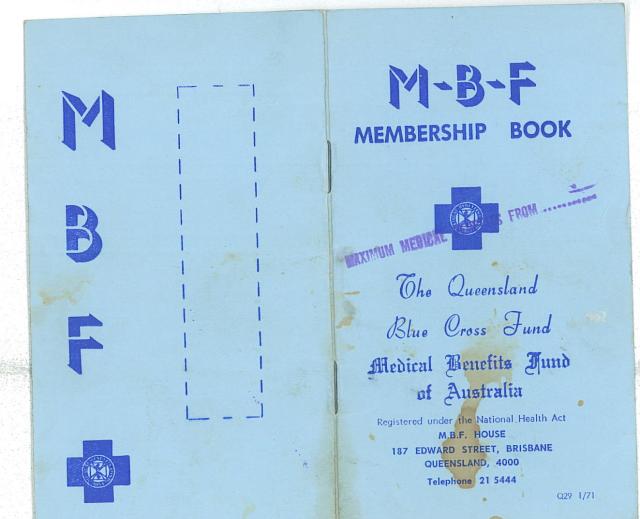 M
B
F
M-B-F
MEMBERSHIP BOOK
MAXIMUM MEDICAL FROM ...........
The Queensland
Blue Cross Fund
Medical Benefits Fund
of Australia
Registered under the National Health Act
M.B.F. HOUSE
187 EDWARD STREET, BRISBANE
QUEENSLAND, 4000
Telephone 21 5444
Q29 1/71